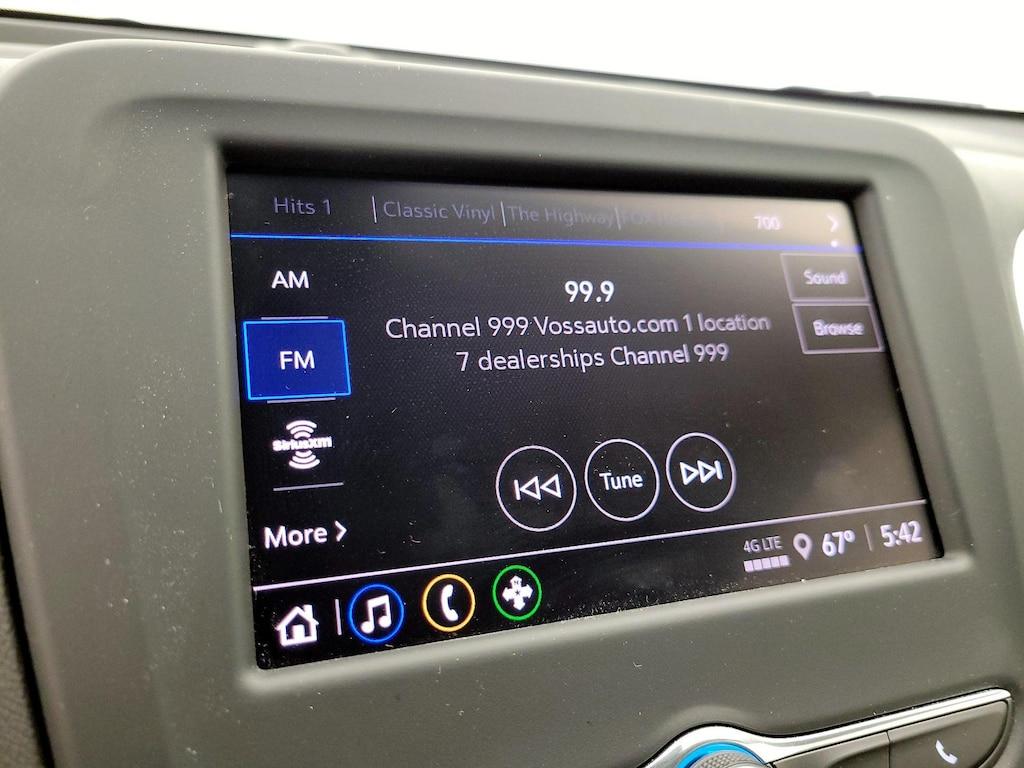 Hits 1 Classic Vinyl The Highway FOX 700
AM
99.9
Sound
Channel 999 Vossauto.com 1 location
Browse
7 dealerships Channel 999
FM
SiriusXM
Tune
More
4G LTE 67° 5:42
N